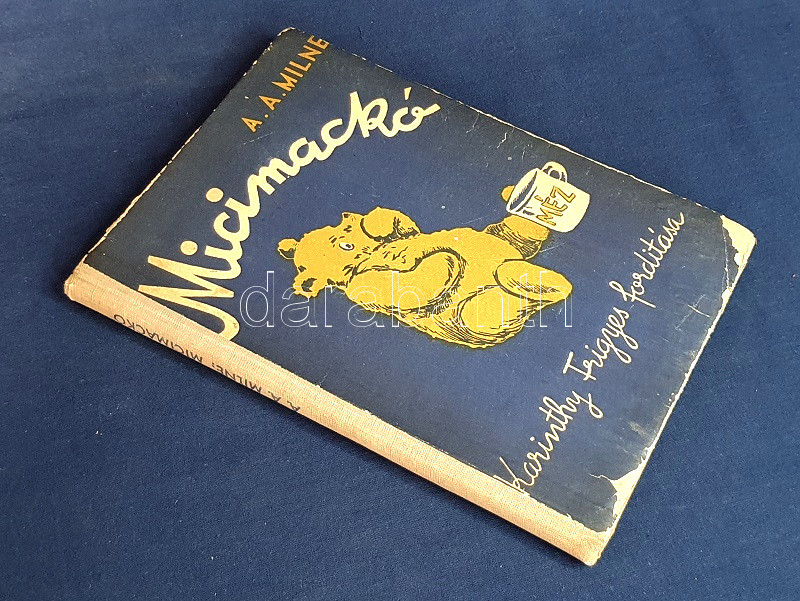 A. A. MILNE
Micimackó
MÉZ
Karinthy Frigyes fordítása
A. A. MILNE: MICIMACKÓ
darabanth